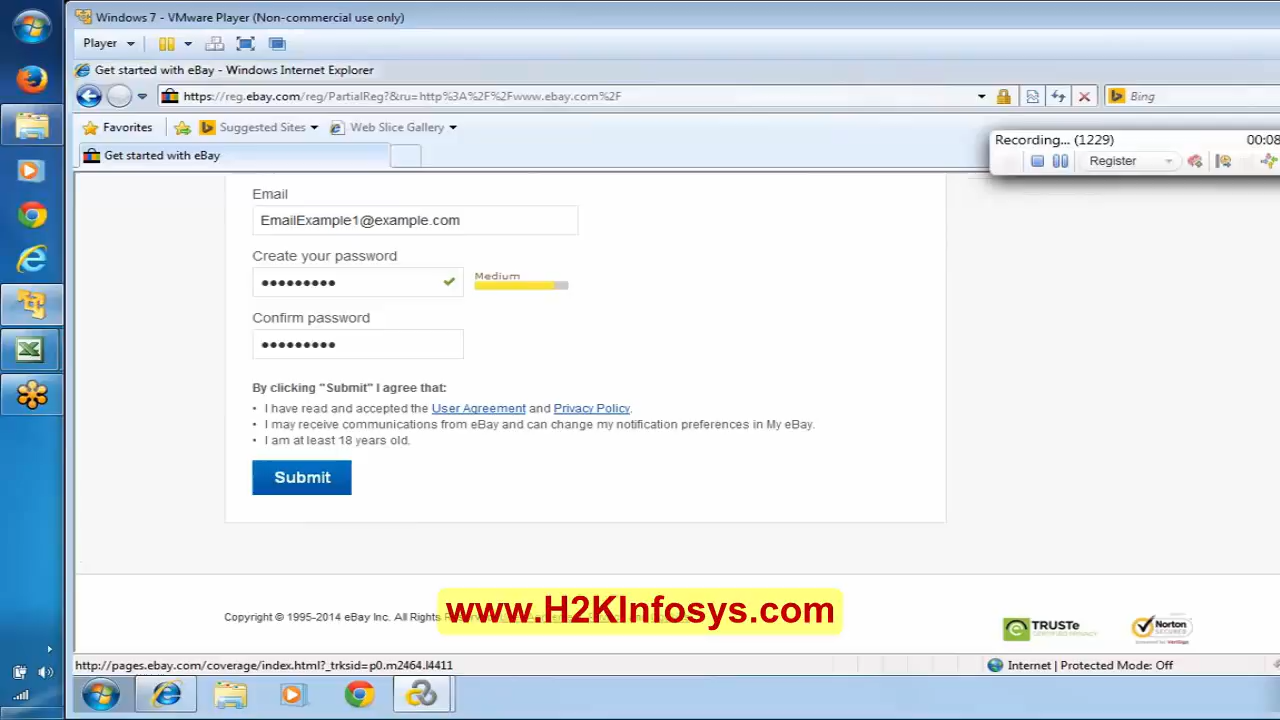 Windows 7 - VMware Player (Non-commercial use only)
Player
Get started with eBay - Windows Internet Explorer
https://reg.ebay.com/reg/PartialReg?&ru=http%3A%2F%2Fwww.ebay.com%2F
Bing
Favorites Suggested Sites Web Slice Gallery
Recording... (1229) 00:08
Get started with eBay
Register
Email
EmailExample1@example.com
Create your password
••••••••• Medium
Confirm password
•••••••••
By clicking "Submit" I agree that:
• I have read and accepted the User Agreement and Privacy Policy.
• I may receive communications from eBay and can change my notification preferences in My eBay.
• I am at least 18 years old.
Submit
www.H2KInfosys.com
Copyright © 1995-2014 eBay Inc. All Rights
TRUSTe
CERTIFIED PRIVACY
Norton
SECURED
http://pages.ebay.com/coverage/index.html?_trksid=p0.m2464.l4411
Internet | Protected Mode: Off